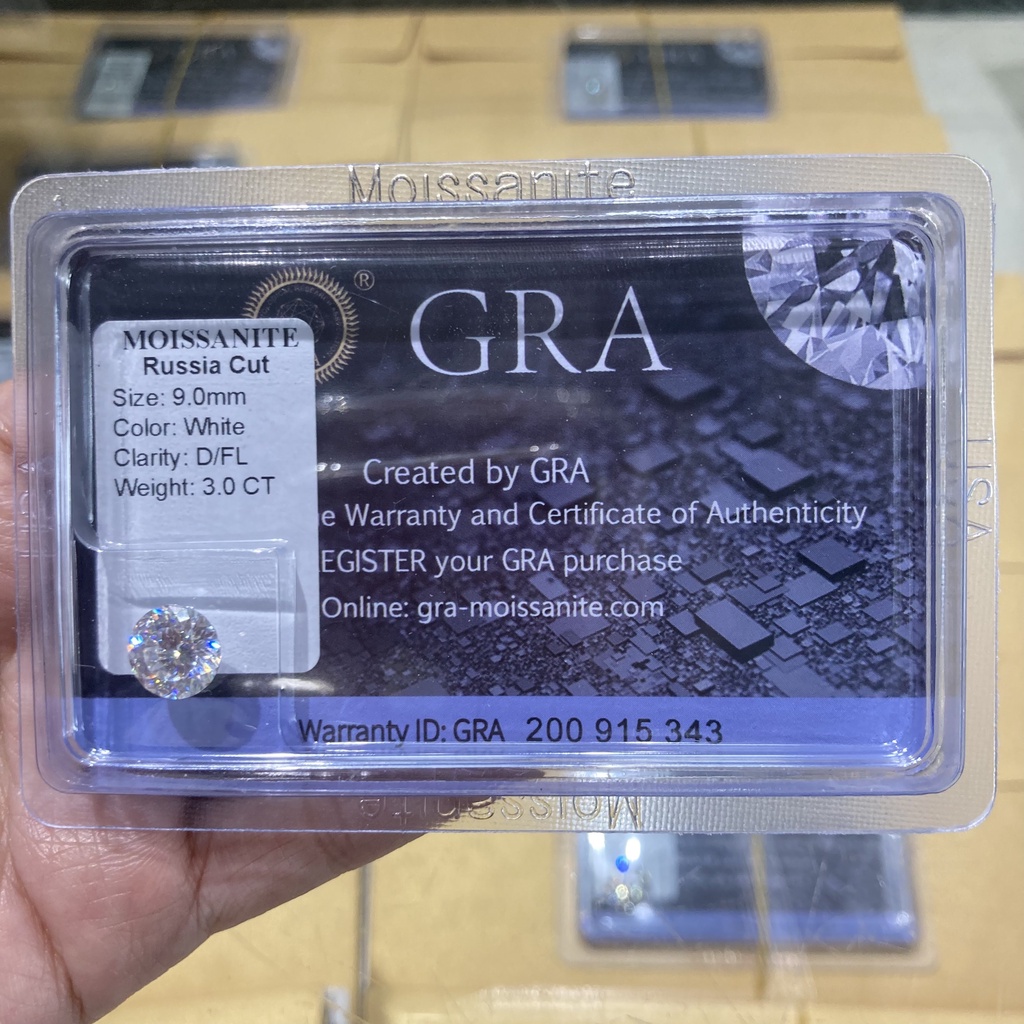 Moissanite
®
GRA
MOISSANITE
Russia Cut
Size: 9.0mm
Color: White
Clarity: D/FL
Weight: 3.0 CT
Created by GRA
e Warranty and Certificate of Authenticity
EGISTER your GRA purchase
Online: gra-moissanite.com
Warranty ID: GRA 200 915 343
Moissanite
USA